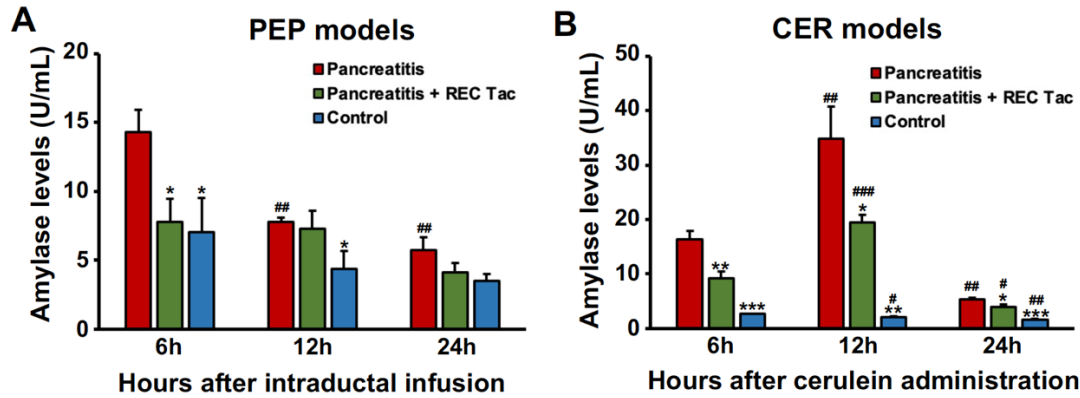 A
PEP models
Amylase levels (U/mL)
20
15
10
5
0
Pancreatitis
Pancreatitis + REC Tac
Control
*
*
##
*
##
6h
12h
24h
Hours after intraductal infusion
B
CER models
Amylase levels (U/mL)
50
40
30
20
10
0
Pancreatitis
Pancreatitis + REC Tac
Control
**
***
##
###
*
#
**
##
#
*
##
***
6h
12h
24h
Hours after cerulein administration